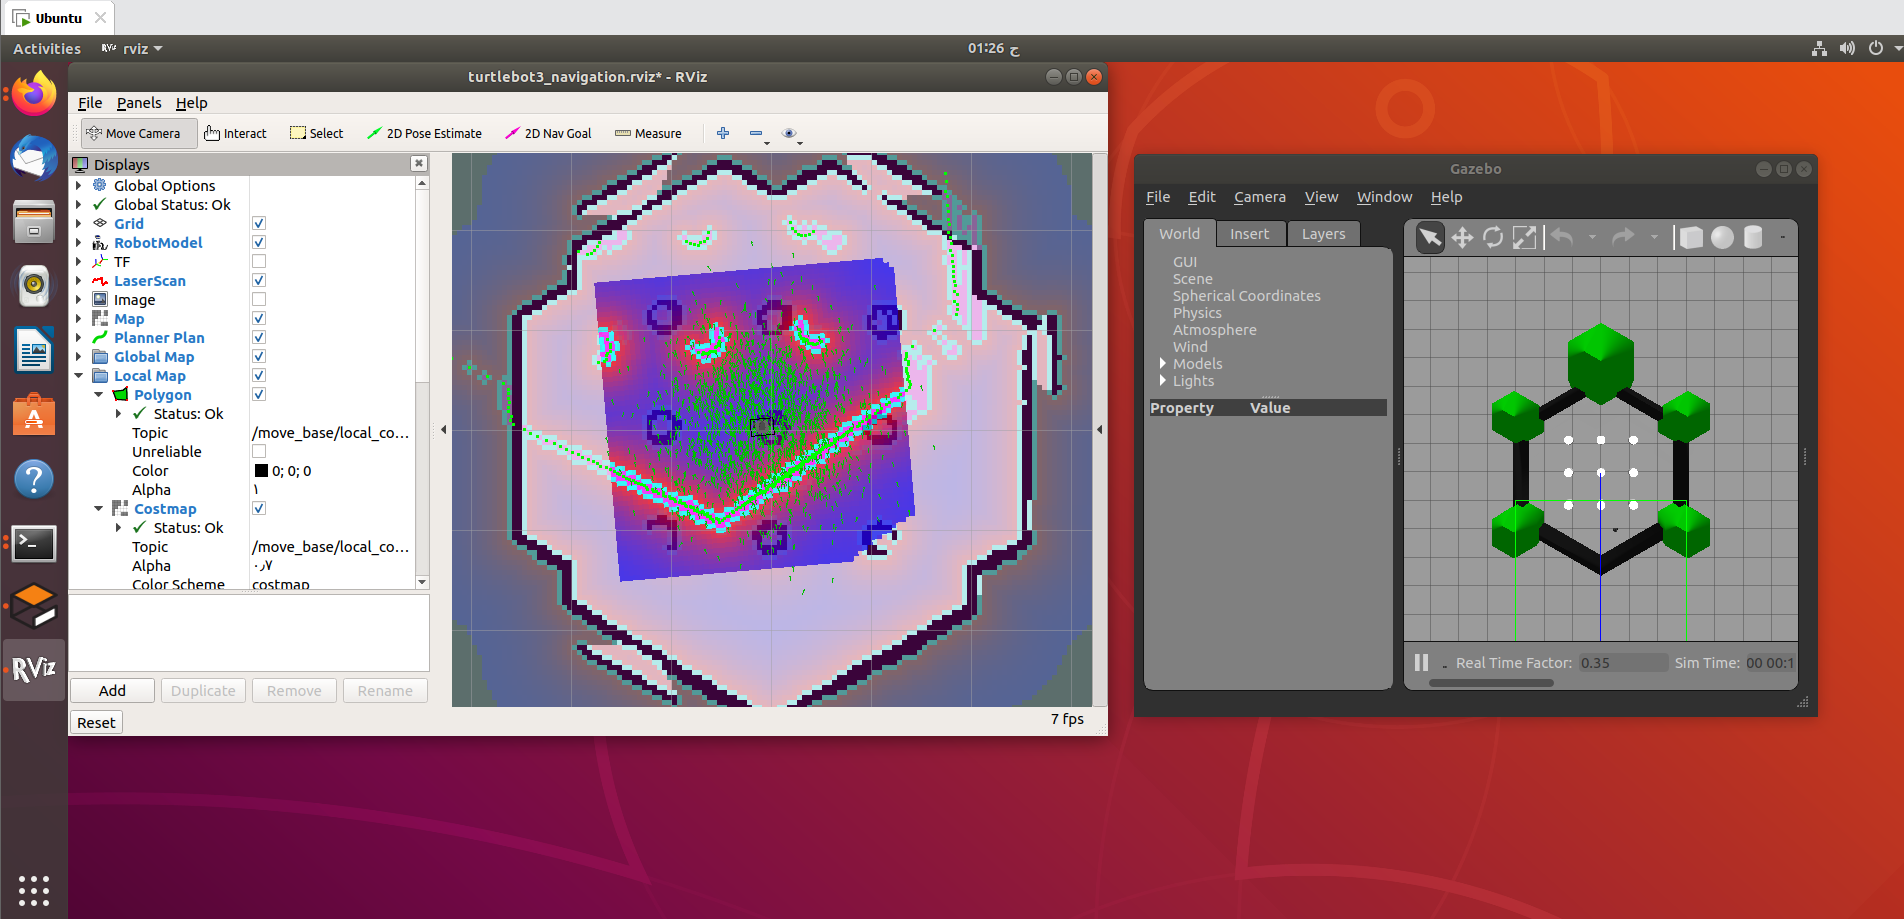 Ubuntu
Activities
RViz rviz
01:26 ح
turtlebot3_navigation.rviz* - RViz
File Panels Help
Move Camera Interact Select 2D Pose Estimate 2D Nav Goal Measure
Displays
Global Options
Global Status: Ok
Grid
RobotModel
TF
LaserScan
Image
Map
Planner Plan
Global Map
Local Map
Polygon
Status: Ok
Topic /move_base/local_co...
Unreliable
Color 0; 0; 0
Alpha ١
Costmap
Status: Ok
Topic /move_base/local_co...
Alpha ٠٫٧
Color Scheme costmap
Add Duplicate Remove Rename
Reset
7 fps
RViz
Gazebo
File Edit Camera View Window Help
World Insert Layers
GUI
Scene
Spherical Coordinates
Physics
Atmosphere
Wind
Models
Lights
Property Value
Real Time Factor: 0.35 Sim Time: 00 00:1